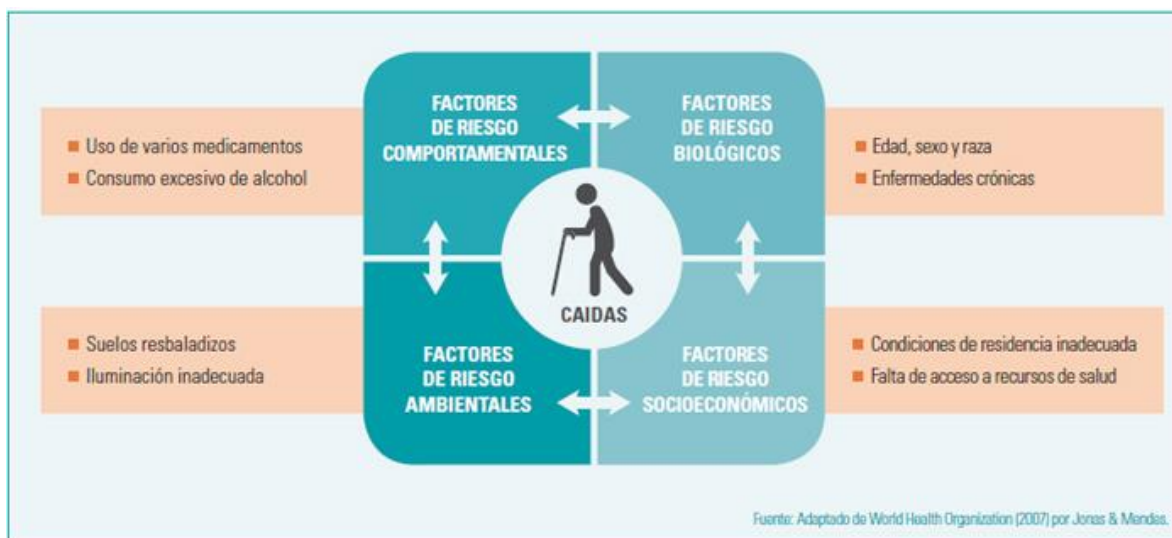 FACTORES
DE RIESGO
COMPORTAMENTALES
FACTORES
DE RIESGO
BIOLÓGICOS
Uso de varios medicamentos
Consumo excesivo de alcohol
Edad, sexo y raza
Enfermedades crónicas
CAIDAS
Suelos resbaladizos
Iluminación inadecuada
FACTORES
DE RIESGO
AMBIENTALES
FACTORES
DE RIESGO
SOCIOECONÓMICOS
Condiciones de residencia inadecuada
Falta de acceso a recursos de salud
Fuente: Adaptado de World Health Organization (2007) por Jonas & Mendes.